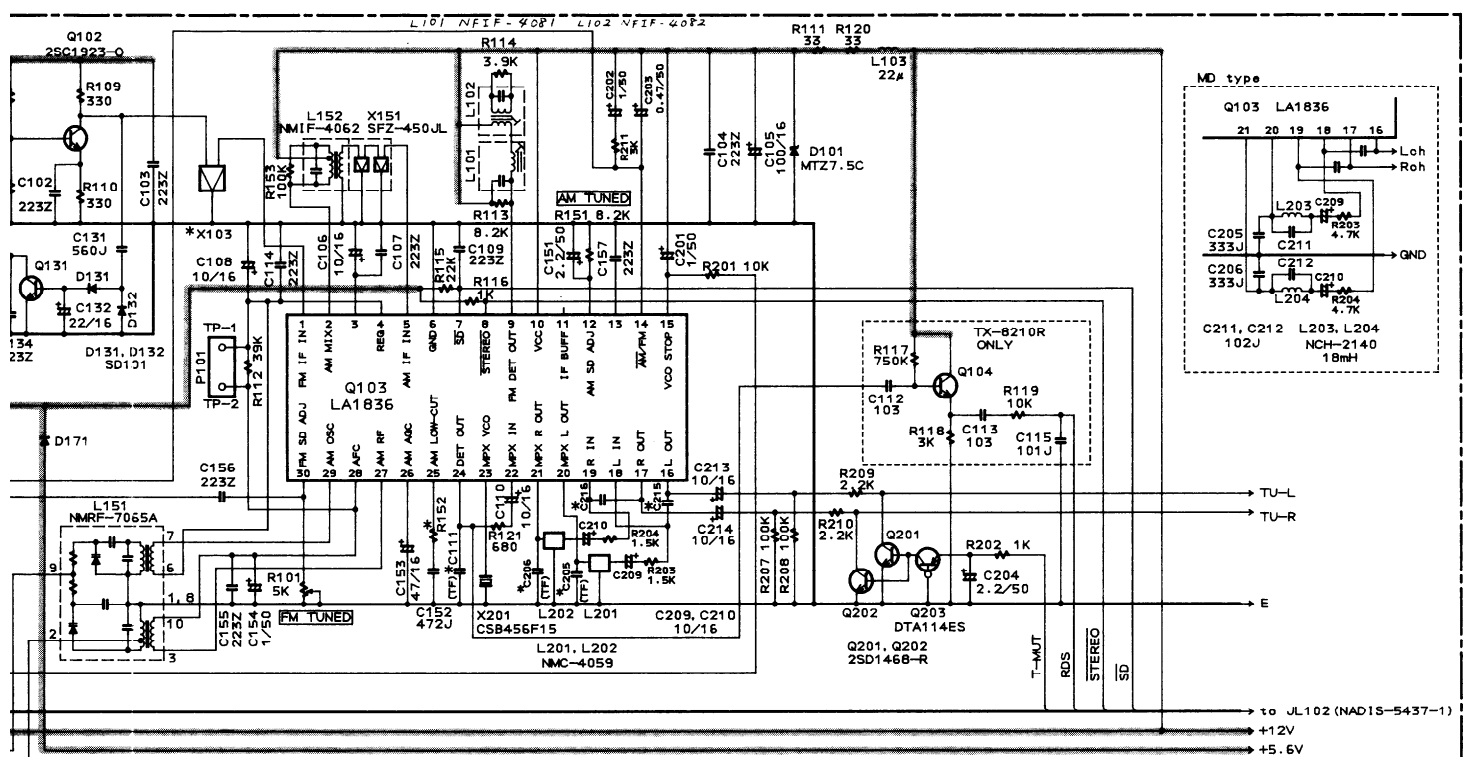 L101 NFIF-4081 L102 NFIF-4082
Q102
2SC1923-O
R109
330
R110
330
C102
223Z
C103
223Z
*X103
C131
560J
Q131
D131
C132
22/16
D132
134
23Z
D131, D132
SD101
D171
L152
NMIF-4062
X151
SFZ-450JL
R153
100K
C108
10/16
C114
223Z
C106
10/16
C107
223Z
R115
22K
R116
1K
C109
223Z
R114
3.9K
L102
L101
R113
8.2K
C202
1/50
C203
0.47/50
R211
3K
AM TUNED
R151 8.2K
C151
2.2/50
C157
223Z
C201
1/50
R201 10K
C104
223Z
C105
100/16
D101
MTZ7.5C
R111
33
R120
33
L103
22μ
MD type
Q103 LA1836
21 20 19 18 17 16
Loh
Roh
L203
C209
R203
4.7K
C205
333J
C211
GND
C206
333J
C212
C210
L204
R204
4.7K
C211, C212
102J
L203, L204
NCH-2140
18mH
TP-1
P101
TP-2
R112 39K
1 2 3 4 5 6 7 8 9 10 11 12 13 14 15
FM IF IN
AM MIX
REG
AM IF IN
GND
SD
STEREO
FM DET OUT
VCC
IF BUFF
AM SD ADJ
AM/FM
VCO STOP
Q103
LA1836
FM SD ADJ
AM OSC
AFC
AM RF
AM AGC
AM LOW-CUT
DET OUT
MPX VCO
MPX IN
MPX R OUT
MPX L OUT
R IN
L IN
R OUT
L OUT
30 29 28 27 26 25 24 23 22 21 20 19 18 17 16
TX-8210R
ONLY
R117
750K
Q104
C112
103
R119
10K
R118
3K
C113
103
C115
101J
C156
223Z
L151
NMRF-7065A
7
9
6
1, 8
10
2
3
C155
223Z
C154
1/50
R101
5K
FM TUNED
C153
47/16
*
R152
C152
472J
*
C111
(TF)
R121
680
C110
10/16
X201
CSB456F15
*
C206
(TF)
L202
*
C205
(TF)
L201
*
C216
*
C215
C210
R204
1.5K
C209
R203
1.5K
L201, L202
NMC-4059
C209, C210
10/16
C213
10/16
C214
10/16
R207 100K
R208 100K
R209
2.2K
R210
2.2K
Q201
Q202
Q203
DTA114ES
Q201, Q202
2SD1468-R
R202 1K
C204
2.2/50
TU-L
TU-R
E
T-MUT
RDS
STEREO
SD
to JL102 (NADIS-5437-1)
+12V
+5.6V